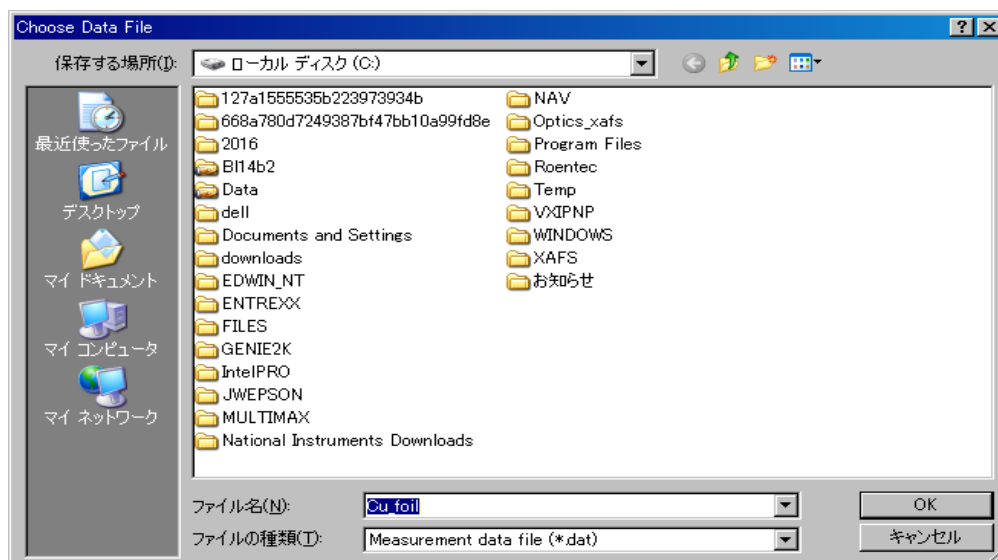 Choose Data File
保存する場所(I):
ローカル ディスク (C:)
最近使ったファイル
デスクトップ
マイ ドキュメント
マイ コンピュータ
マイ ネットワーク
127a1555535b223973934b
668a780d7249387bf47bb10a99fd8e
2016
Bl14b2
Data
dell
Documents and Settings
downloads
EDWIN_NT
ENTREXX
FILES
GENIE2K
IntelPRO
JWEPSON
MULTIMAX
National Instruments Downloads
NAV
Optics_xafs
Program Files
Roentec
Temp
VXIPNP
WINDOWS
XAFS
お知らせ
ファイル名(N):
Cu_foil
OK
ファイルの種類(T):
Measurement data file (*.dat)
キャンセル